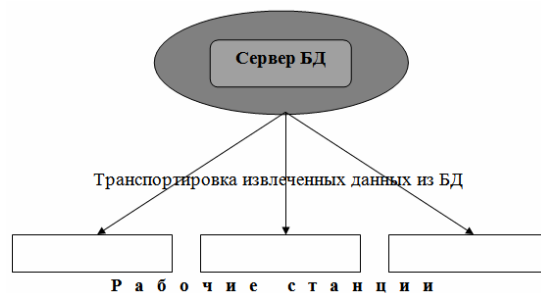 Сервер БД
Транспортировка извлеченных данных из БД
Рабочие станции